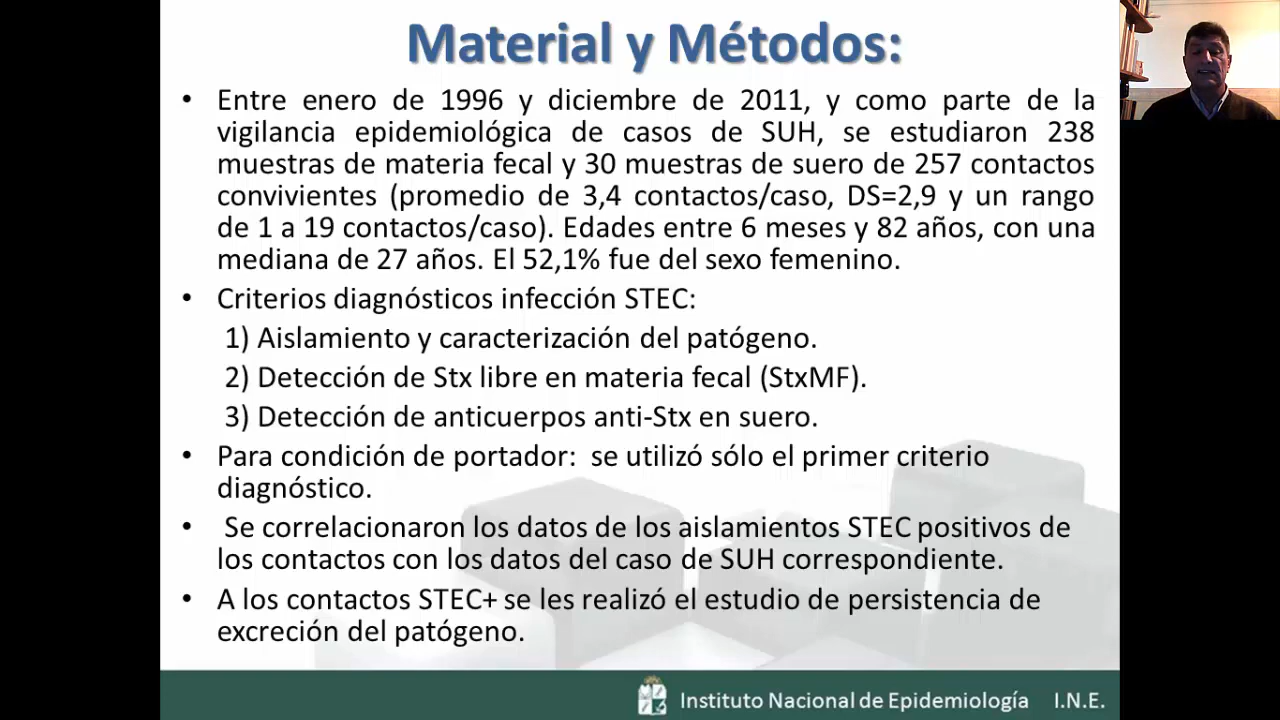 Material y Métodos:
• Entre enero de 1996 y diciembre de 2011, y como parte de la
vigilancia epidemiológica de casos de SUH, se estudiaron 238
muestras de materia fecal y 30 muestras de suero de 257 contactos
convivientes (promedio de 3,4 contactos/caso, DS=2,9 y un rango
de 1 a 19 contactos/caso). Edades entre 6 meses y 82 años, con una
mediana de 27 años. El 52,1% fue del sexo femenino.
• Criterios diagnósticos infección STEC:
1) Aislamiento y caracterización del patógeno.
2) Detección de Stx libre en materia fecal (StxMF).
3) Detección de anticuerpos anti-Stx en suero.
• Para condición de portador: se utilizó sólo el primer criterio
diagnóstico.
• Se correlacionaron los datos de los aislamientos STEC positivos de
los contactos con los datos del caso de SUH correspondiente.
• A los contactos STEC+ se les realizó el estudio de persistencia de
excreción del patógeno.
Instituto Nacional de Epidemiología I.N.E.